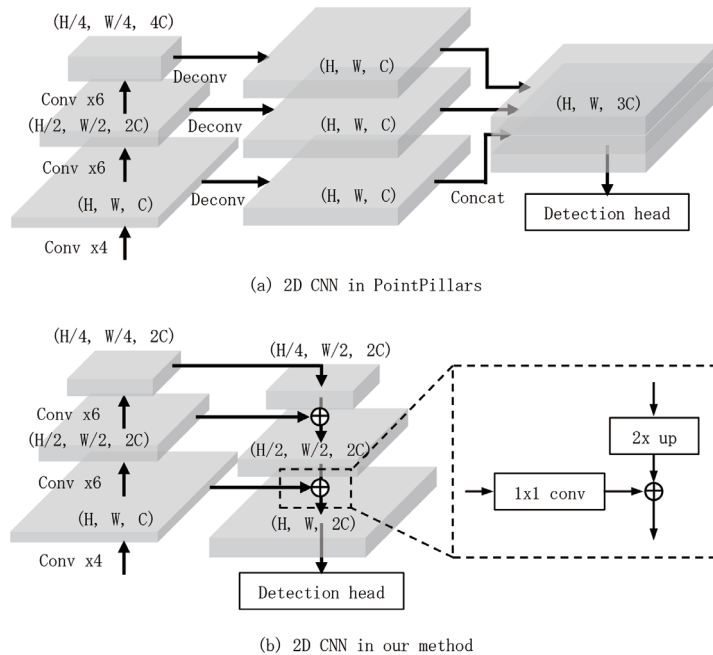 (H/4, W/4, 4C)
(H, W, C)
Deconv
Conv x6
(H/2, W/2, 2C)
(H, W, C)
(H, W, 3C)
Deconv
Conv x6
(H, W, C)
(H, W, C)
Deconv
Concat
Detection head
Conv x4
(a) 2D CNN in PointPillars
(H/4, W/4, 2C)
(H/4, W/2, 2C)
Conv x6
(H/2, W/2, 2C)
(H/2, W/2, 2C)
2x up
Conv x6
1x1 conv
(H, W, C)
(H, W, 2C)
Conv x4
Detection head
(b) 2D CNN in our method